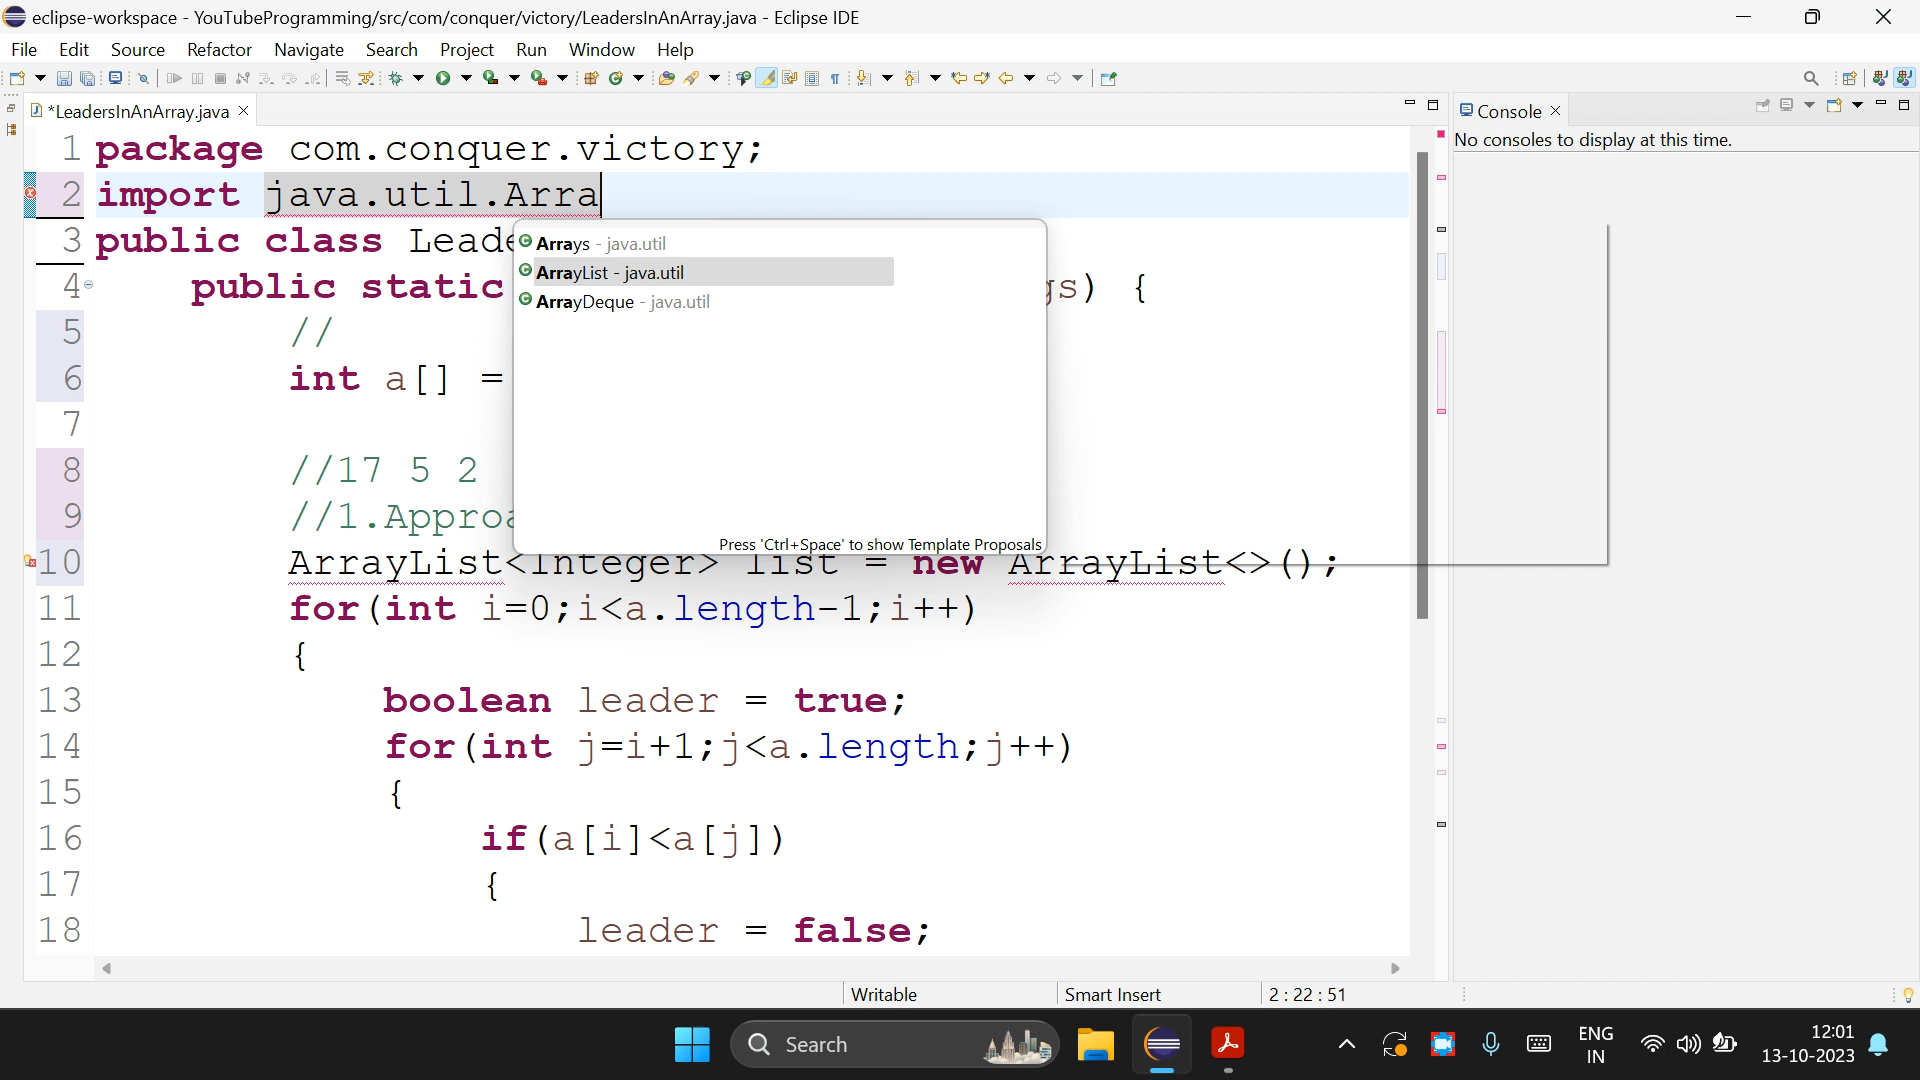 eclipse-workspace - YouTubeProgramming/src/com/conquer/victory/LeadersInAnArray.java - Eclipse IDE
File Edit Source Refactor Navigate Search Project Run Window Help
*LeadersInAnArray.java
Console
No consoles to display at this time.
1 package com.conquer.victory;
2 import java.util.Arra
3 public class Leade
4 public static gs) {
5 //
6 int a[] =
7
8 //17 5 2
9 //1.Approa
10 ArrayList<Integer> list = new ArrayList<>();
11 for(int i=0;i<a.length-1;i++)
12 {
13 boolean leader = true;
14 for(int j=i+1;j<a.length;j++)
15 {
16 if(a[i]<a[j])
17 {
18 leader = false;
Arrays - java.util
ArrayList - java.util
ArrayDeque - java.util
Press 'Ctrl+Space' to show Template Proposals
Writable Smart Insert 2 : 22 : 51
Search
ENG
IN
12:01
13-10-2023